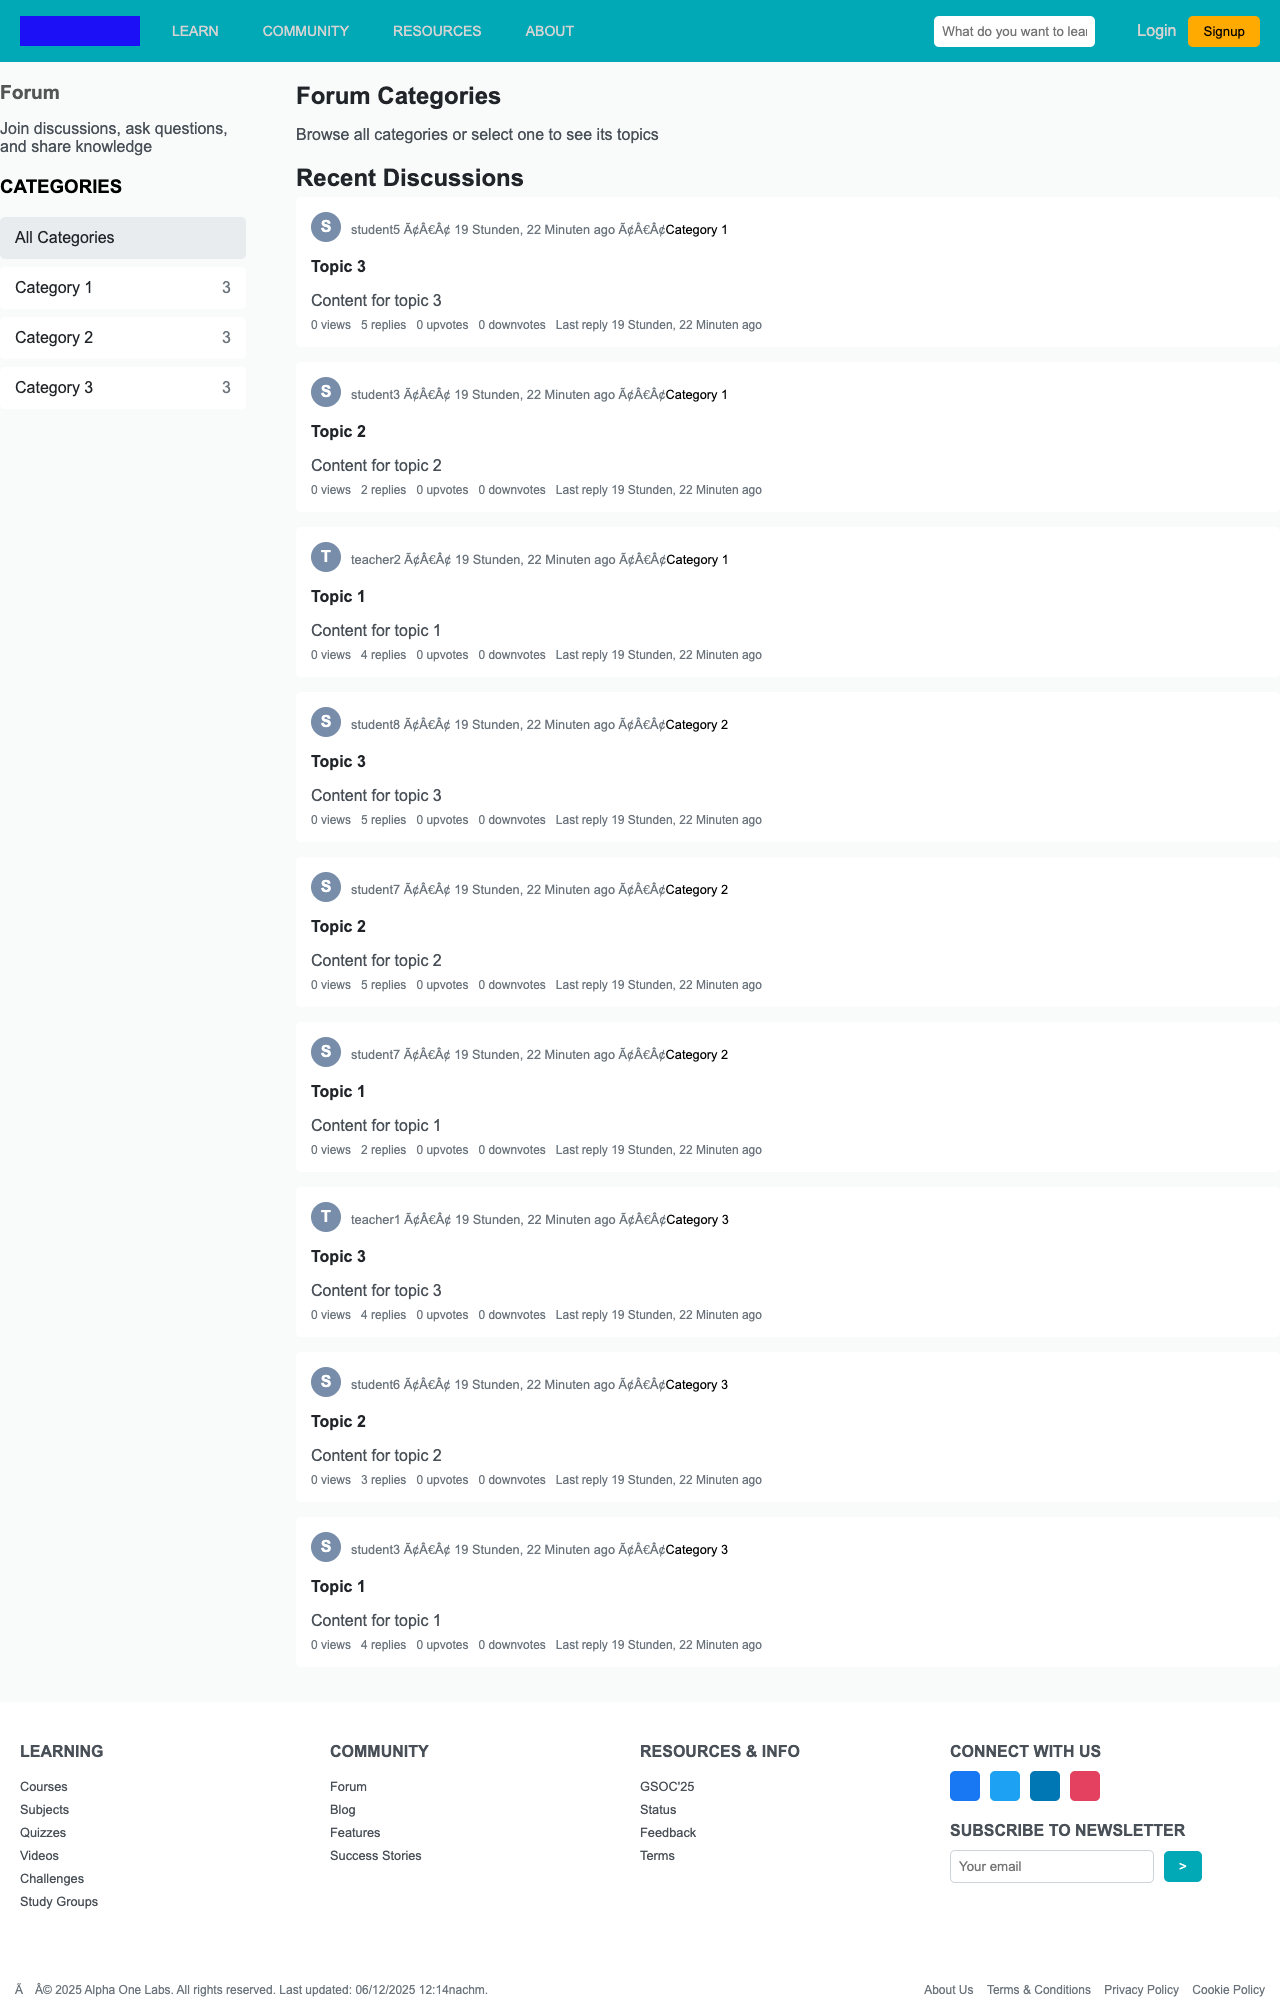 LEARN COMMUNITY RESOURCES ABOUT What do you want to lear Login Signup
Forum
Join discussions, ask questions,
and share knowledge
CATEGORIES
All Categories
Category 1 3
Category 2 3
Category 3 3
Forum Categories
Browse all categories or select one to see its topics
Recent Discussions
S student5 Ã¢Â€Â¢ 19 Stunden, 22 Minuten ago Ã¢Â€Â¢Category 1
Topic 3
Content for topic 3
0 views 5 replies 0 upvotes 0 downvotes Last reply 19 Stunden, 22 Minuten ago
S student3 Ã¢Â€Â¢ 19 Stunden, 22 Minuten ago Ã¢Â€Â¢Category 1
Topic 2
Content for topic 2
0 views 2 replies 0 upvotes 0 downvotes Last reply 19 Stunden, 22 Minuten ago
T teacher2 Ã¢Â€Â¢ 19 Stunden, 22 Minuten ago Ã¢Â€Â¢Category 1
Topic 1
Content for topic 1
0 views 4 replies 0 upvotes 0 downvotes Last reply 19 Stunden, 22 Minuten ago
S student8 Ã¢Â€Â¢ 19 Stunden, 22 Minuten ago Ã¢Â€Â¢Category 2
Topic 3
Content for topic 3
0 views 5 replies 0 upvotes 0 downvotes Last reply 19 Stunden, 22 Minuten ago
S student7 Ã¢Â€Â¢ 19 Stunden, 22 Minuten ago Ã¢Â€Â¢Category 2
Topic 2
Content for topic 2
0 views 5 replies 0 upvotes 0 downvotes Last reply 19 Stunden, 22 Minuten ago
S student7 Ã¢Â€Â¢ 19 Stunden, 22 Minuten ago Ã¢Â€Â¢Category 2
Topic 1
Content for topic 1
0 views 2 replies 0 upvotes 0 downvotes Last reply 19 Stunden, 22 Minuten ago
T teacher1 Ã¢Â€Â¢ 19 Stunden, 22 Minuten ago Ã¢Â€Â¢Category 3
Topic 3
Content for topic 3
0 views 4 replies 0 upvotes 0 downvotes Last reply 19 Stunden, 22 Minuten ago
S student6 Ã¢Â€Â¢ 19 Stunden, 22 Minuten ago Ã¢Â€Â¢Category 3
Topic 2
Content for topic 2
0 views 3 replies 0 upvotes 0 downvotes Last reply 19 Stunden, 22 Minuten ago
S student3 Ã¢Â€Â¢ 19 Stunden, 22 Minuten ago Ã¢Â€Â¢Category 3
Topic 1
Content for topic 1
0 views 4 replies 0 upvotes 0 downvotes Last reply 19 Stunden, 22 Minuten ago
LEARNING
Courses
Subjects
Quizzes
Videos
Challenges
Study Groups
COMMUNITY
Forum
Blog
Features
Success Stories
RESOURCES & INFO
GSOC'25
Status
Feedback
Terms
CONNECT WITH US
SUBSCRIBE TO NEWSLETTER
Your email >
Ã Â© 2025 Alpha One Labs. All rights reserved. Last updated: 06/12/2025 12:14nachm.
About Us Terms & Conditions Privacy Policy Cookie Policy